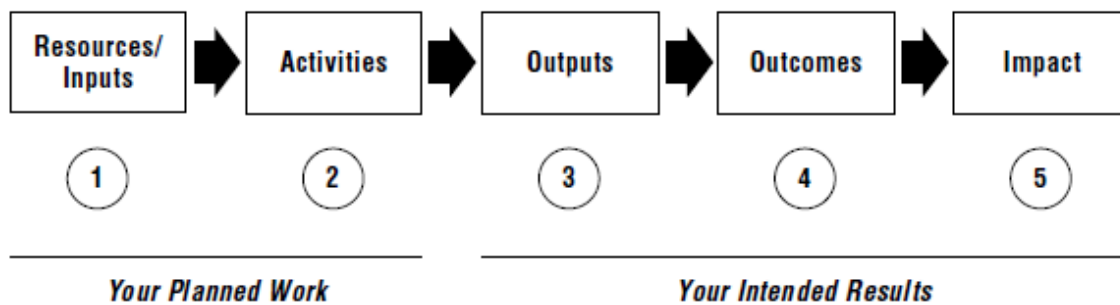 Resources/
Inputs
Activities
Outputs
Outcomes
Impact
1
2
3
4
5
Your Planned Work
Your Intended Results